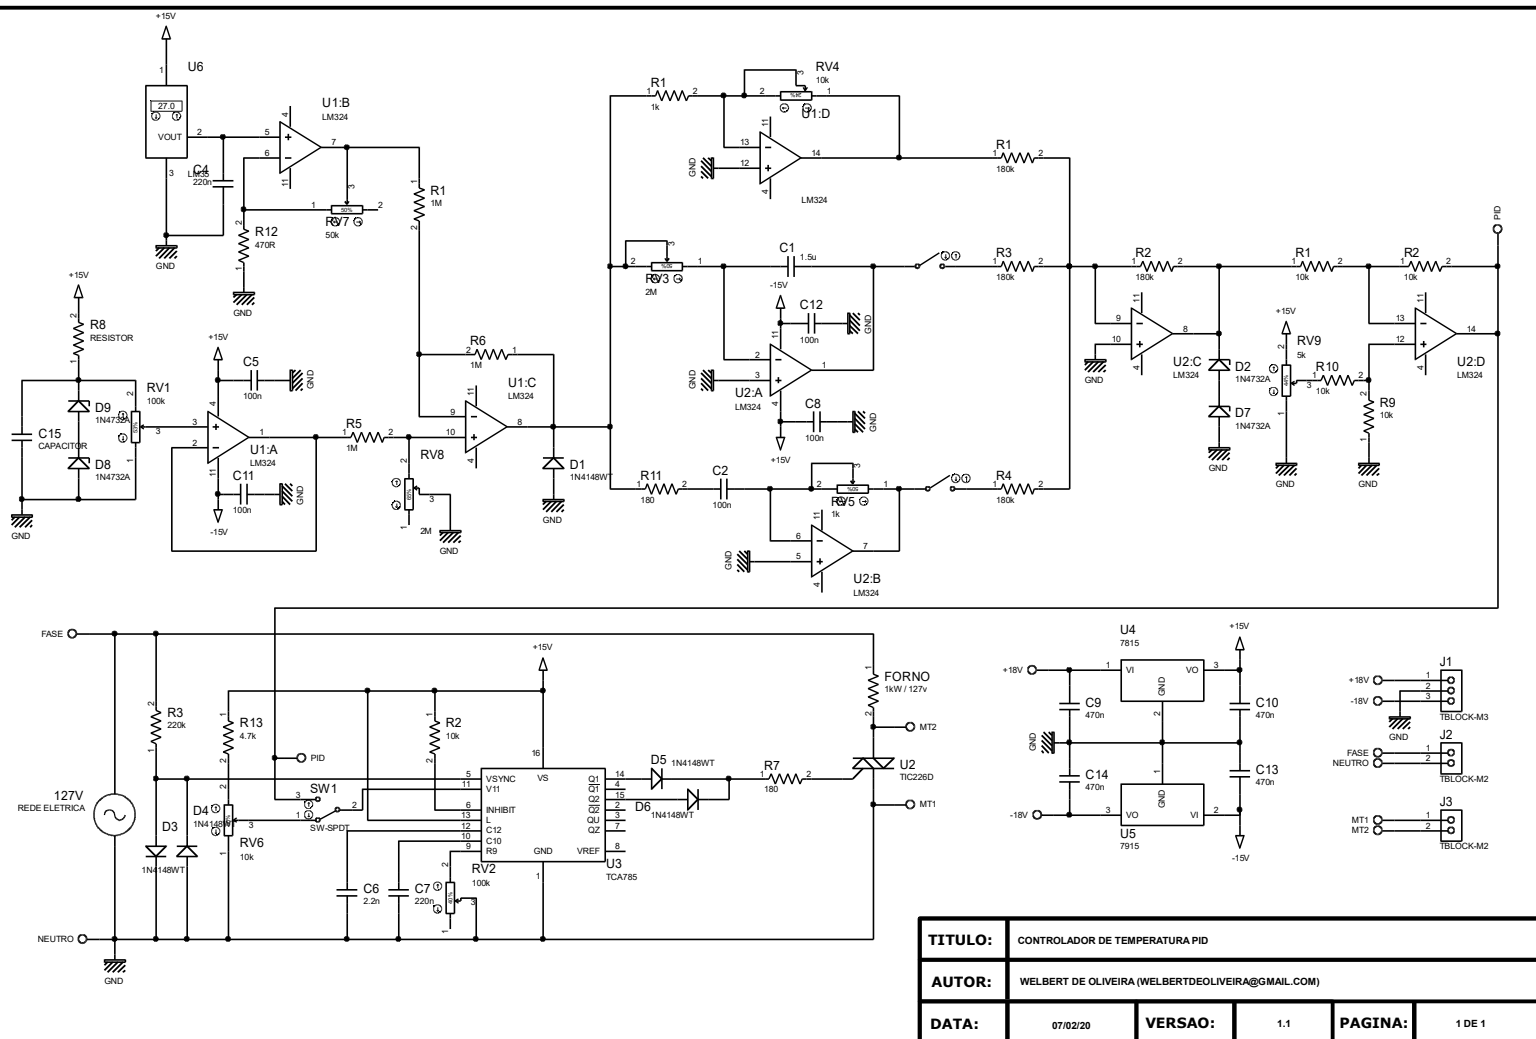 +15V
U6
27.0
VOUT
LM35
C4
220n
GND
U1:B
LM324
RV7
50k
50%
R12
470R
GND
R1
1M
R1
1k
RV4
10k
U1:D
LM324
GND
R1
180k
RV3
2M
50%
C1
1.5u
-15V
C12
100n
GND
R3
180k
GND
U2:A
LM324
C8
100n
GND
+15V
R11
180
C2
100n
RV5
1k
50%
R4
180k
GND
U2:B
LM324
R2
180k
U2:C
LM324
GND
D2
1N4732A
D7
1N4732A
GND
R1
10k
R2
10k
PID
+15V
RV9
5k
R10
10k
R9
10k
GND
GND
U2:D
LM324
+15V
R8
RESISTOR
RV1
100k
D9
1N4732A
D8
1N4732A
C15
CAPACITOR
GND
+15V
C5
100n
GND
U1:A
LM324
C11
100n
GND
-15V
R5
1M
R6
1M
U1:C
LM324
RV8
2M
GND
D1
1N4148WT
GND
FASE
127V
REDE ELETRICA
NEUTRO
GND
R3
220k
D3
1N4148WT
D4
1N4148WT
R13
4.7k
RV6
10k
PID
SW1
SW-SPDT
R2
10k
+15V
C6
2.2n
C7
220n
RV2
100k
VSYNC
V11
INHIBIT
L
C12
C10
R9
VS
GND
Q1
Q1
Q2
Q2
QU
QZ
VREF
U3
TCA785
D5
1N4148WT
D6
1N4148WT
R7
180
FORNO
1kW / 127v
MT2
U2
TIC226D
MT1
U4
7815
+18V
VI
VO
GND
+15V
C9
470n
C10
470n
GND
C14
470n
C13
470n
-18V
VO
VI
GND
U5
7915
-15V
J1
+18V
-18V
GND
TBLOCK-M3
J2
FASE
NEUTRO
TBLOCK-M2
J3
MT1
MT2
TBLOCK-M2
TITULO: CONTROLADOR DE TEMPERATURA PID
AUTOR: WELBERT DE OLIVEIRA (WELBERTDEOLIVEIRA@GMAIL.COM)
DATA: 07/02/20 VERSAO: 1.1 PAGINA: 1 DE 1